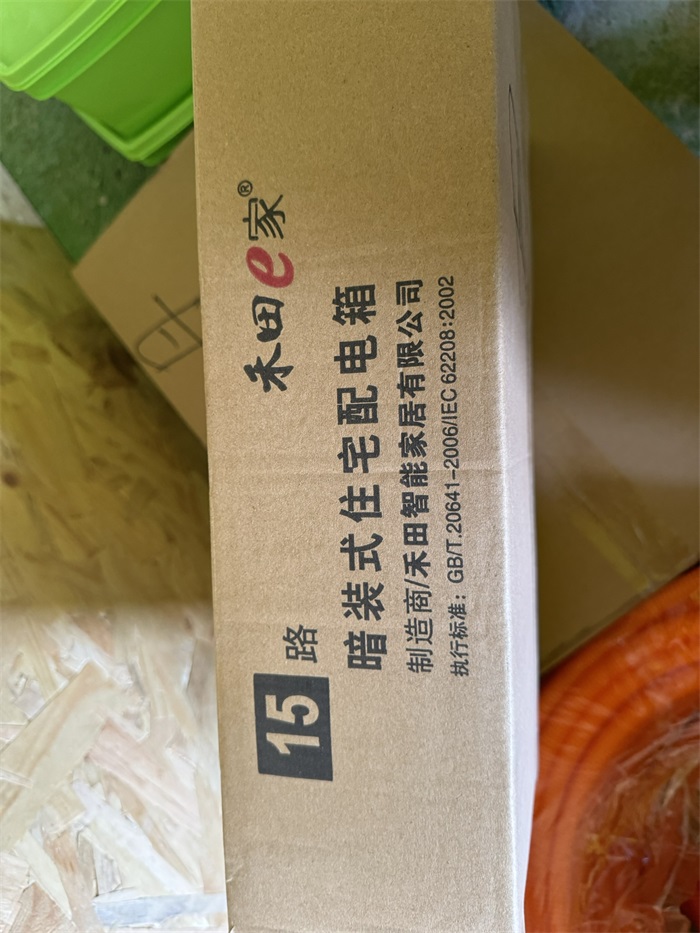 禾田e家®
15路
暗装式住宅配电箱
制造商/禾田智能家居有限公司
执行标准：GB/T.20641-2006/IEC 62208:2002